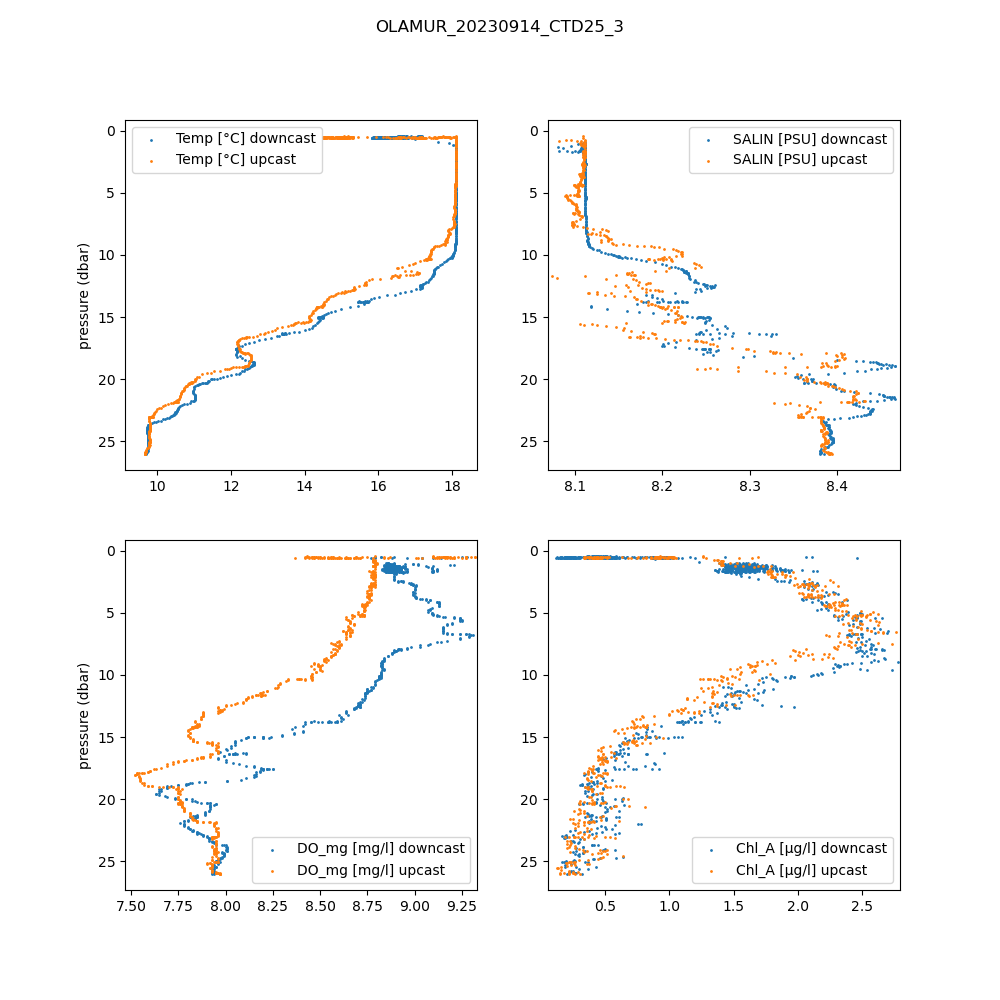 OLAMUR_20230914_CTD25_3
Temp [°C] downcast
Temp [°C] upcast
0
5
10
15
20
25
pressure (dbar)
10 12 14 16 18
SALIN [PSU] downcast
SALIN [PSU] upcast
0
5
10
15
20
25
8.1 8.2 8.3 8.4
0
5
10
15
20
25
pressure (dbar)
DO_mg [mg/l] downcast
DO_mg [mg/l] upcast
7.50 7.75 8.00 8.25 8.50 8.75 9.00 9.25
0
5
10
15
20
25
Chl_A [µg/l] downcast
Chl_A [µg/l] upcast
0.5 1.0 1.5 2.0 2.5